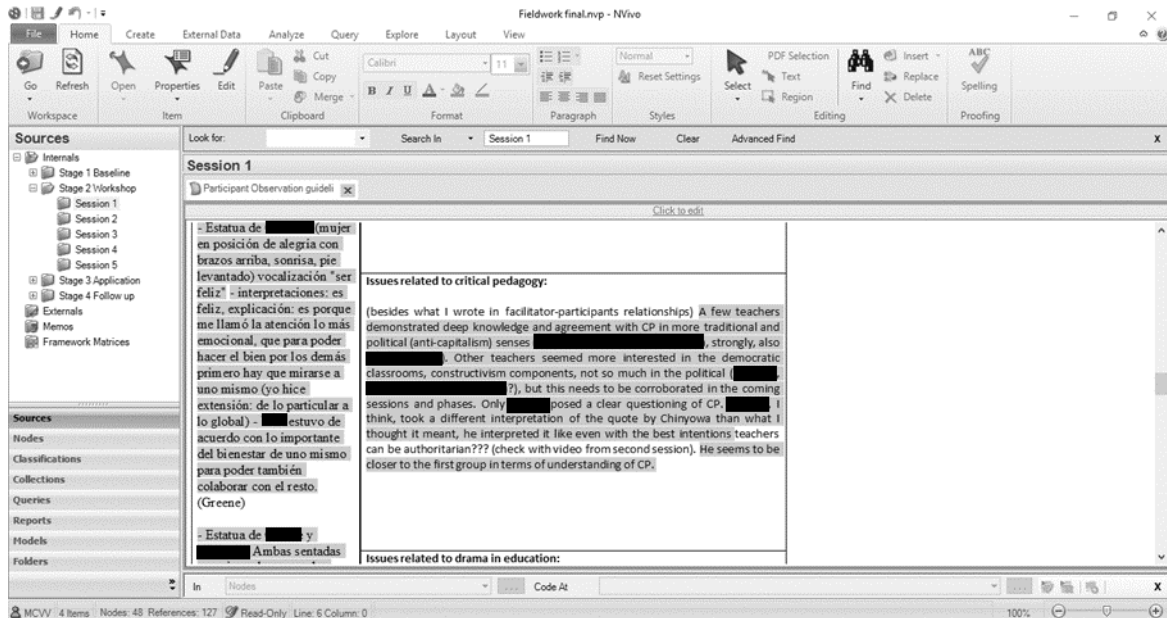 Fieldwork final.nvp - NVivo
File Home Create External Data Analyze Query Explore Layout View
Go Refresh Open Properties Edit Paste Cut Copy Merge
Calibri 11 Normal Reset Settings
B I U
Select PDF Selection Text Region Find Insert Replace Delete ABC Spelling
Workspace Item Clipboard Format Paragraph Styles Editing Proofing
Sources
Look for: Search In Session 1 Find Now Clear Advanced Find x
Internals
Stage 1 Baseline
Stage 2 Workshop
Session 1
Session 2
Session 3
Session 4
Session 5
Stage 3 Application
Stage 4 Follow up
Externals
Memos
Framework Matrices
Sources
Nodes
Classifications
Collections
Queries
Reports
Models
Folders
Session 1
Participant Observation guideli x
Click to edit
- Estatua de (mujer
en posición de alegria con
brazos arriba, sonrisa, pie
levantado) vocalización "ser
feliz" - interpretaciones: es
feliz, explicación: es porque
me llamó la atención lo más
emocional, que para poder
hacer el bien por los demás
primero hay que mirarse a
uno mismo (yo hice
extensión: de lo particular a
lo global) - estuvo de
acuerdo con lo importante
del bienestar de uno mismo
para poder también
colaborar con el resto.
(Greene)
- Estatua de y
Ambas sentadas
Issues related to critical pedagogy:
(besides what I wrote in facilitator-participants relationships) A few teachers
demonstrated deep knowledge and agreement with CP in more traditional and
political (anti-capitalism) senses , strongly, also
). Other teachers seemed more interested in the democratic
classrooms, constructivism components, not so much in the political ( ,
?), but this needs to be corroborated in the coming
sessions and phases. Only posed a clear questioning of CP. , I
think, took a different interpretation of the quote by Chinyowa than what I
thought it meant, he interpreted it like even with the best intentions teachers
can be authoritarian??? (check with video from second session). He seems to be
closer to the first group in terms of understanding of CP.
Issues related to drama in education:
In Nodes ... Code At ... x
MCVV 4 Items Nodes: 48 References: 127 Read-Only Line: 6 Column: 0 100%